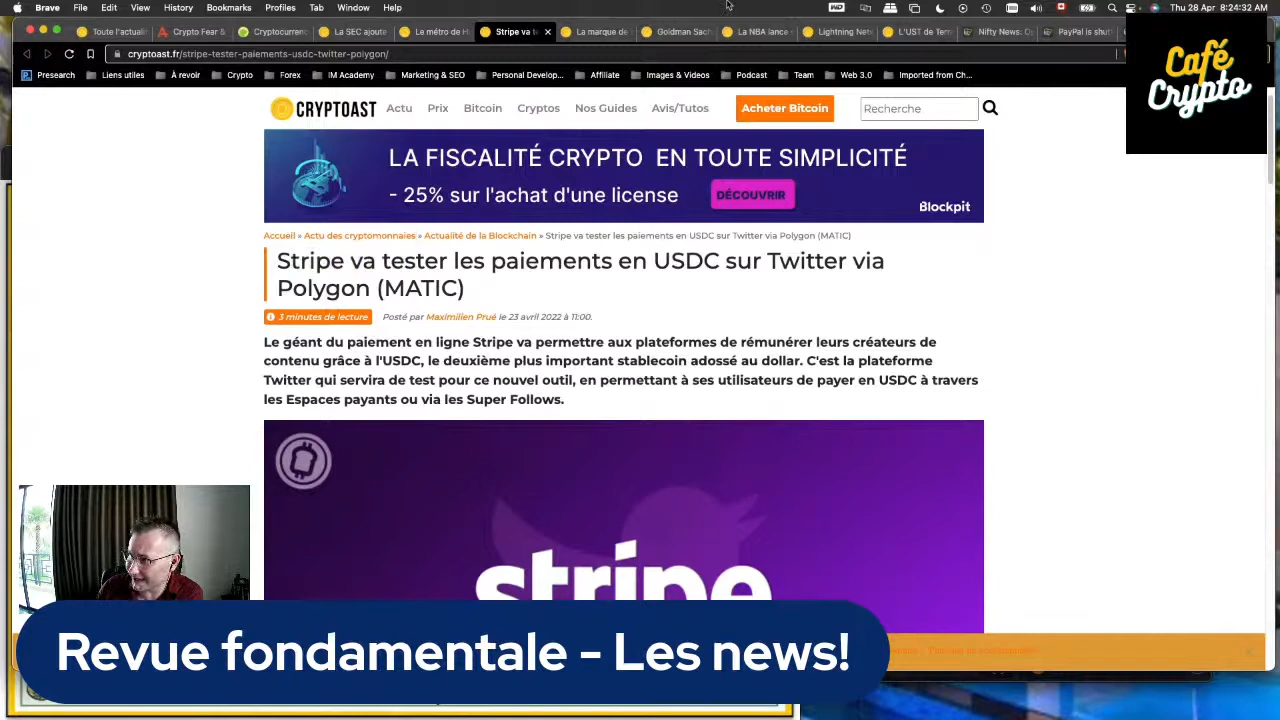 Brave File Edit View History Bookmarks Profiles Tab Window Help
Thu 28 Apr 8:24:32 AM
Toute l'actuali
Crypto Fear &
Cryptocurrenc
La SEC ajoute
Le métro de H
Stripe va te
La marque de
Goldman Sach
La NBA lance
Lightning Netw
L'UST de Terra
Nifty News: Op
PayPal is shut
cryptoast.fr/stripe-tester-paiements-usdc-twitter-polygon/
Presearch Liens utiles À revoir Crypto Forex iM Academy Marketing & SEO Personal Develop... Affiliate Images & Videos Podcast Team Web 3.0 Imported from Ch...
Café
Crypto
CRYPTOAST Actu Prix Bitcoin Cryptos Nos Guides Avis/Tutos Acheter Bitcoin Recherche
LA FISCALITÉ CRYPTO EN TOUTE SIMPLICITÉ
- 25% sur l'achat d'une license DÉCOUVRIR
Blockpit
Accueil » Actu des cryptomonnaies » Actualité de la Blockchain » Stripe va tester les paiements en USDC sur Twitter via Polygon (MATIC)
Stripe va tester les paiements en USDC sur Twitter via
Polygon (MATIC)
3 minutes de lecture Posté par Maximilien Prué le 23 avril 2022 à 11:00.
Le géant du paiement en ligne Stripe va permettre aux plateformes de rémunérer leurs créateurs de
contenu grâce à l'USDC, le deuxième plus important stablecoin adossé au dollar. C'est la plateforme
Twitter qui servira de test pour ce nouvel outil, en permettant à ses utilisateurs de payer en USDC à travers
les Espaces payants ou via les Super Follows.
stripe
Revue fondamentale - Les news!